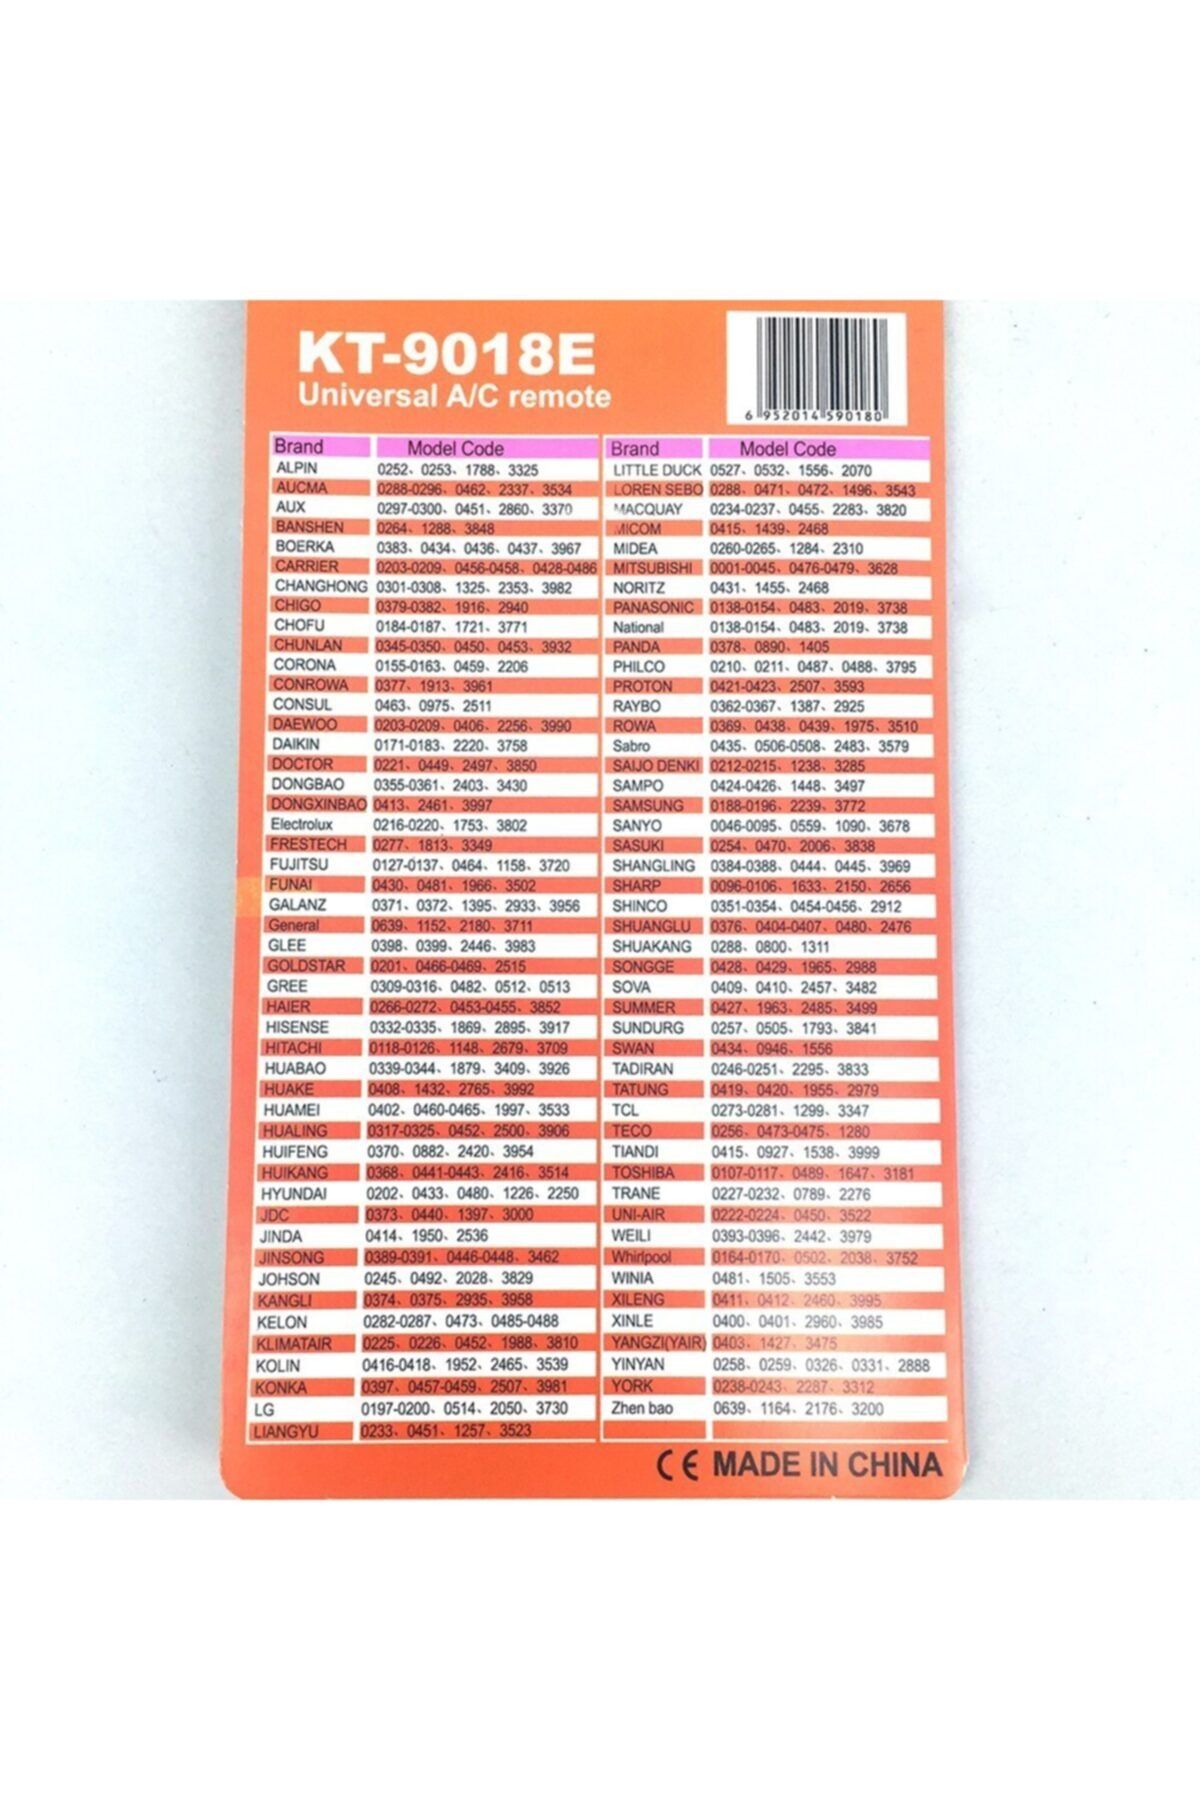 KT-9018E
Universal A/C remote
6 952014 590180
Brand Model Code
ALPIN 0252、0253、1788、3325
AUCMA 0288-0296、0462、2337、3534
AUX 0297-0300、0451、2860、3370
BANSHEN 0264、1288、3848
BOERKA 0383、0434、0436、0437、3967
CARRIER 0203-0209、0456-0458、0428-0486
CHANGHONG 0301-0308、1325、2353、3982
CHIGO 0379-0382、1916、2940
CHOFU 0184-0187、1721、3771
CHUNLAN 0345-0350、0450、0453、3932
CORONA 0155-0163、0459、2206
CONROWA 0377、1913、3961
CONSUL 0463、0975、2511
DAEWOO 0203-0209、0406、2256、3990
DAIKIN 0171-0183、2220、3758
DOCTOR 0221、0449、2497、3850
DONGBAO 0355-0361、2403、3430
DONGXINBAO 0413、2461、3997
Electrolux 0216-0220、1753、3802
FRESTECH 0277、1813、3349
FUJITSU 0127-0137、0464、1158、3720
FUNAI 0430、0481、1966、3502
GALANZ 0371、0372、1395、2933、3956
General 0639、1152、2180、3711
GLEE 0398、0399、2446、3983
GOLDSTAR 0201、0466-0469、2515
GREE 0309-0316、0482、0512、0513
HAIER 0266-0272、0453-0455、3852
HISENSE 0332-0335、1869、2895、3917
HITACHI 0118-0126、1148、2679、3709
HUABAO 0339-0344、1879、3409、3926
HUAKE 0408、1432、2765、3992
HUAMEI 0402、0460-0465、1997、3533
HUALING 0317-0325、0452、2500、3906
HUIFENG 0370、0882、2420、3954
HUIKANG 0368、0441-0443、2416、3514
HYUNDAI 0202、0433、0480、1226、2250
JDC 0373、0440、1397、3000
JINDA 0414、1950、2536
JINSONG 0389-0391、0446-0448、3462
JOHSON 0245、0492、2028、3829
KANGLI 0374、0375、2935、3958
KELON 0282-0287、0473、0485-0488
KLIMATAIR 0225、0226、0452、1988、3810
KOLIN 0416-0418、1952、2465、3539
KONKA 0397、0457-0459、2507、3981
LG 0197-0200、0514、2050、3730
LIANGYU 0233、0451、1257、3523
Brand Model Code
LITTLE DUCK 0527、0532、1556、2070
LOREN SEBO 0288、0471、0472、1496、3543
MACQUAY 0234-0237、0455、2283、3820
MICOM 0415、1439、2468
MIDEA 0260-0265、1284、2310
MITSUBISHI 0001-0045、0476-0479、3628
NORITZ 0431、1455、2468
PANASONIC 0138-0154、0483、2019、3738
National 0138-0154、0483、2019、3738
PANDA 0378、0890、1405
PHILCO 0210、0211、0487、0488、3795
PROTON 0421-0423、2507、3593
RAYBO 0362-0367、1387、2925
ROWA 0369、0438、0439、1975、3510
Sabro 0435、0506-0508、2483、3579
SAIJO DENKI 0212-0215、1238、3285
SAMPO 0424-0426、1448、3497
SAMSUNG 0188-0196、2239、3772
SANYO 0046-0095、0559、1090、3678
SASUKI 0254、0470、2006、3838
SHANGLING 0384-0388、0444、0445、3969
SHARP 0096-0106、1633、2150、2656
SHINCO 0351-0354、0454-0456、2912
SHUANGLU 0376、0404-0407、0480、2476
SHUAKANG 0288、0800、1311
SONGGE 0428、0429、1965、2988
SOVA 0409、0410、2457、3482
SUMMER 0427、1963、2485、3499
SUNDURG 0257、0505、1793、3841
SWAN 0434、0946、1556
TADIRAN 0246-0251、2295、3833
TATUNG 0419、0420、1955、2979
TCL 0273-0281、1299、3347
TECO 0256、0473-0475、1280
TIANDI 0415、0927、1538、3999
TOSHIBA 0107-0117、0489、1647、3181
TRANE 0227-0232、0789、2276
UNI-AIR 0222-0224、0450、3522
WEILI 0393-0396、2442、3979
Whirlpool 0164-0170、0502、2038、3752
WINIA 0481、1505、3553
XILENG 0411、0412、2460、3995
XINLE 0400、0401、2960、3985
YANGZI(YAIR) 0403、1427、3475
YINYAN 0258、0259、0326、0331、2888
YORK 0238-0243、2287、3312
Zhen bao 0639、1164、2176、3200
CE MADE IN CHINA